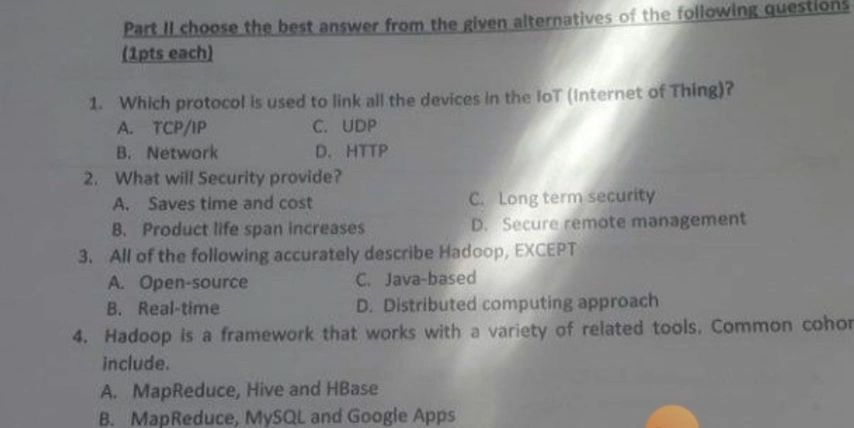 Part II choose the best answer from the given alternatives of the following questions
(1pts each)
1. Which protocol is used to link all the devices in the IoT (Internet of Thing)?
A. TCP/IP C. UDP
B. Network D. HTTP
2. What will Security provide?
A. Saves time and cost C. Long term security
B. Product life span increases D. Secure remote management
3. All of the following accurately describe Hadoop, EXCEPT
A. Open-source C. Java-based
B. Real-time D. Distributed computing approach
4. Hadoop is a framework that works with a variety of related tools. Common cohor
include.
A. MapReduce, Hive and HBase
B. MapReduce, MySQL and Google Apps